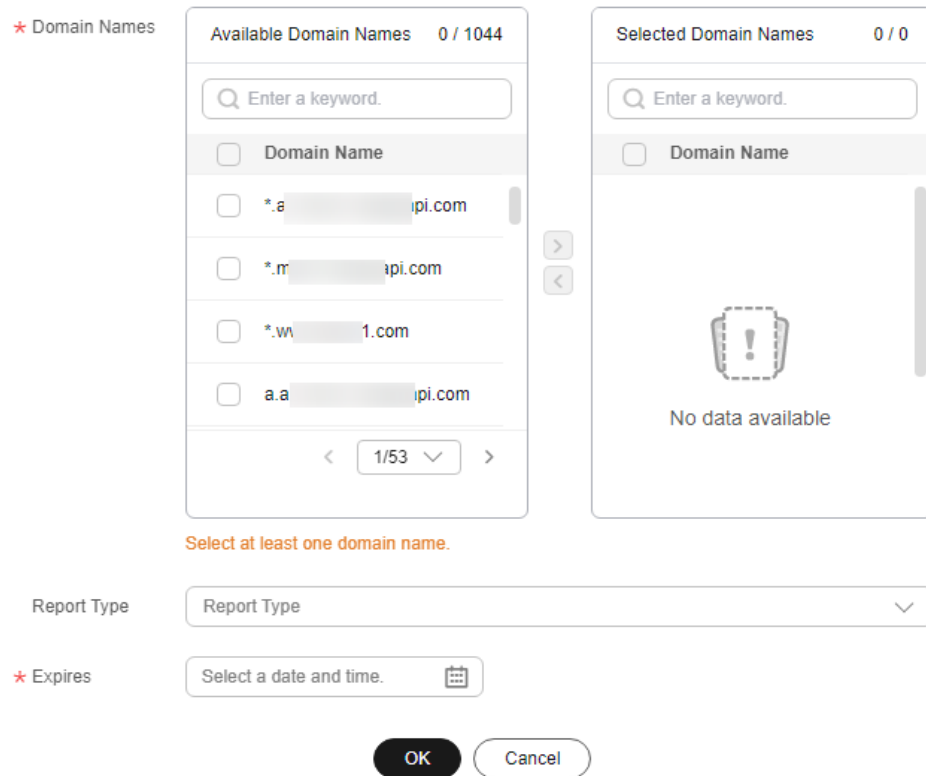 * Domain Names
Available Domain Names 0 / 1044
Enter a keyword.
Domain Name
*.a api.com
*.m api.com
*.w 1.com
a.a api.com
1/53
Selected Domain Names 0 / 0
Enter a keyword.
Domain Name
No data available
Select at least one domain name.
Report Type Report Type
* Expires Select a date and time.
OK Cancel